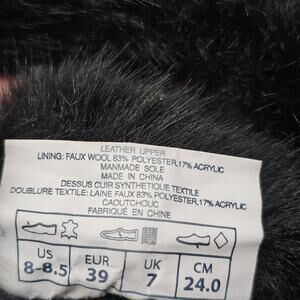 LEATHER UPPER
LINING: FAUX WOOL 83% POLYESTER,17% ACRYLIC
MANMADE SOLE
MADE IN CHINA
DESSUS CUIR SYNTHETIQUE TEXTILE
DOUBLURE TEXTILE: LAINE FAUX 83% POLYESTER,17% ACRYLIC
CAOUTCHOUC
FABRIQUÉ EN CHINE
US EUR UK CM
8-8.5 39 7 24.0